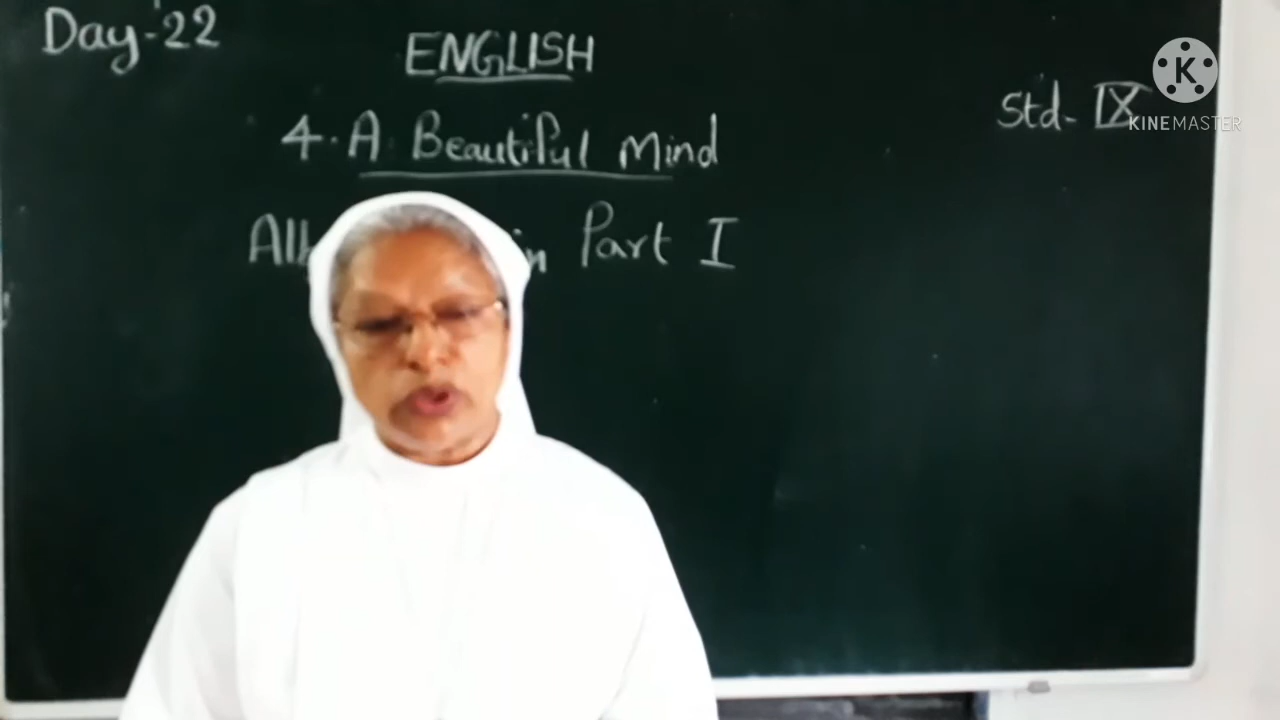 Day-22
ENGLISH
Std- IX
4. A Beautiful Mind
Part I
K
KINEMASTER